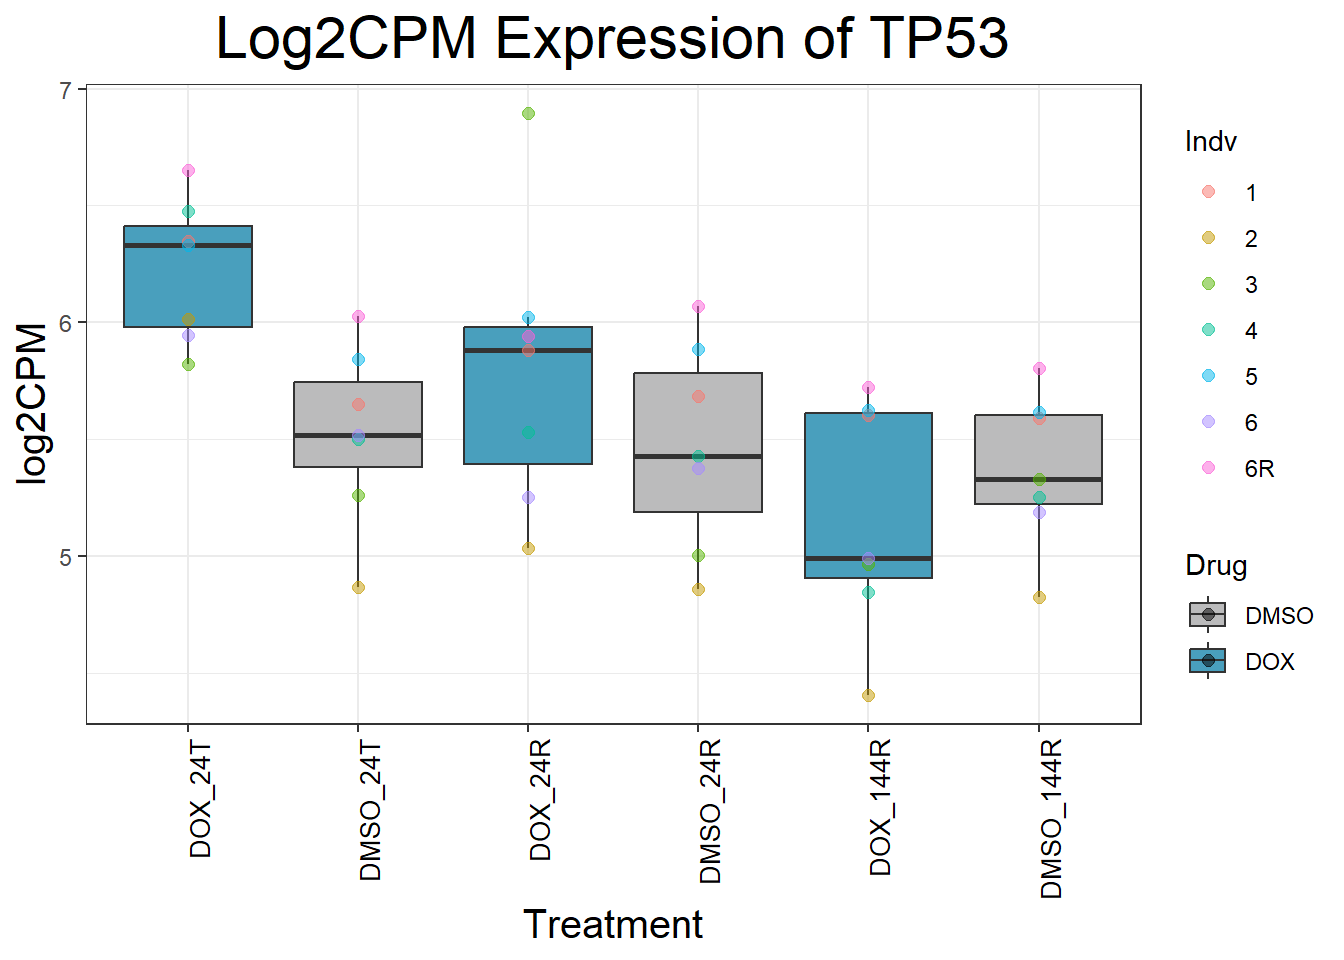 Log2CPM Expression of TP53
7
6
5
log2CPM
DOX_24T
DMSO_24T
DOX_24R
DMSO_24R
DOX_144R
DMSO_144R
Treatment
Indv
1
2
3
4
5
6
6R
Drug
DMSO
DOX